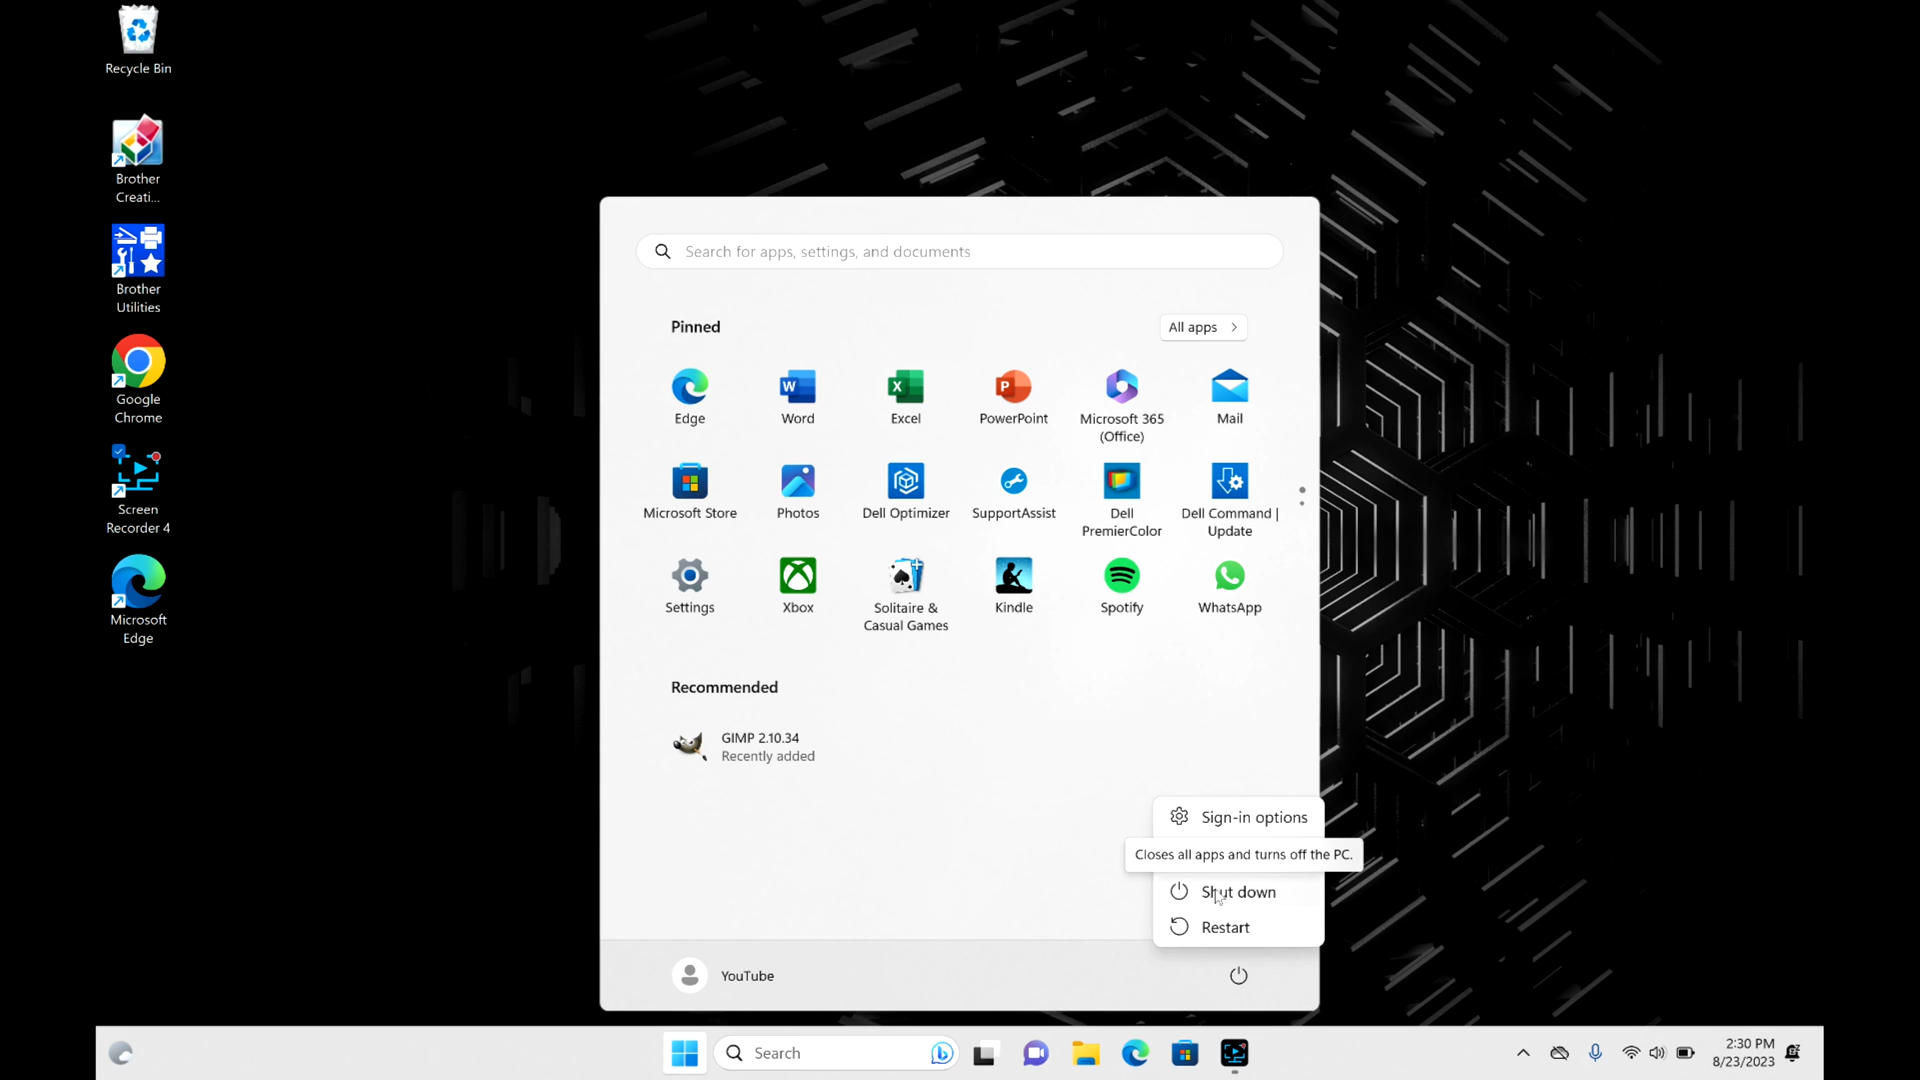 Recycle Bin
Brother
Creati...
Brother
Utilities
Google
Chrome
Screen
Recorder 4
Microsoft
Edge
Search for apps, settings, and documents
Pinned
All apps
Edge
Word
Excel
PowerPoint
Microsoft 365
(Office)
Mail
Microsoft Store
Photos
Dell Optimizer
SupportAssist
Dell
PremierColor
Dell Command |
Update
Settings
Xbox
Solitaire &
Casual Games
Kindle
Spotify
WhatsApp
Recommended
GIMP 2.10.34
Recently added
Sign-in options
Closes all apps and turns off the PC.
Shut down
Restart
YouTube
Search
2:30 PM
8/23/2023